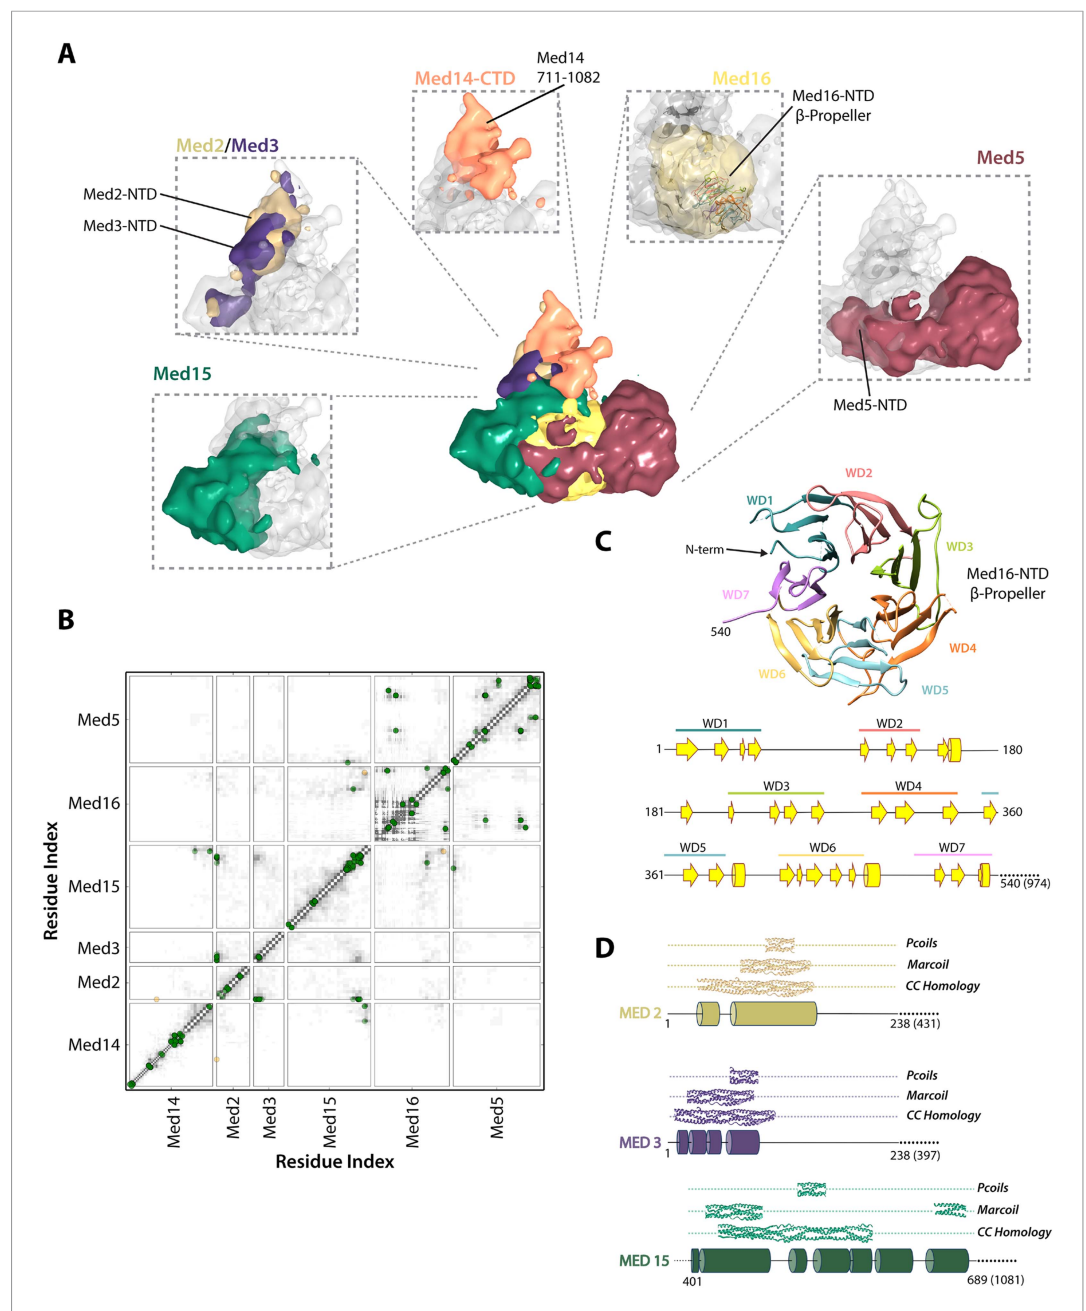 A
Med14-CTD
Med14
711-1082
Med16
Med16-NTD
β-Propeller
Med5
Med2/Med3
Med2-NTD
Med3-NTD
Med5-NTD
Med15
B
Residue Index
Med5
Med16
Med15
Med3
Med2
Med14
Med14
Med2
Med3
Med15
Med16
Med5
Residue Index
C
WD1
WD2
WD3
N-term
Med16-NTD
β-Propeller
WD7
540
WD4
WD6
WD5
WD1
WD2
1
180
WD3
WD4
181
360
WD5
WD6
WD7
361
540 (974)
D
Pcoils
Marcoil
CC Homology
MED 2
1
238 (431)
Pcoils
Marcoil
CC Homology
MED 3
1
238 (397)
Pcoils
Marcoil
CC Homology
MED 15
401
689 (1081)